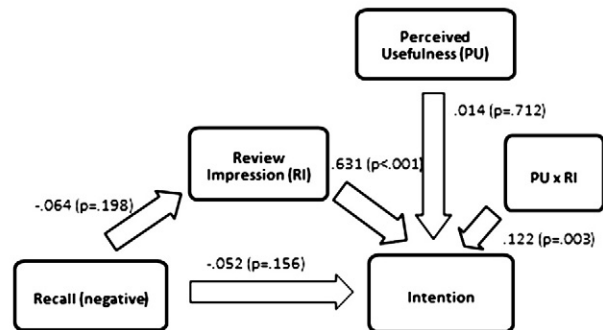 Perceived
Usefulness (PU)
.014 (p=.712)
Review
Impression (RI)
.631 (p<.001)
PU x RI
-.064 (p=.198)
.122 (p=.003)
-.052 (p=.156)
Recall (negative)
Intention